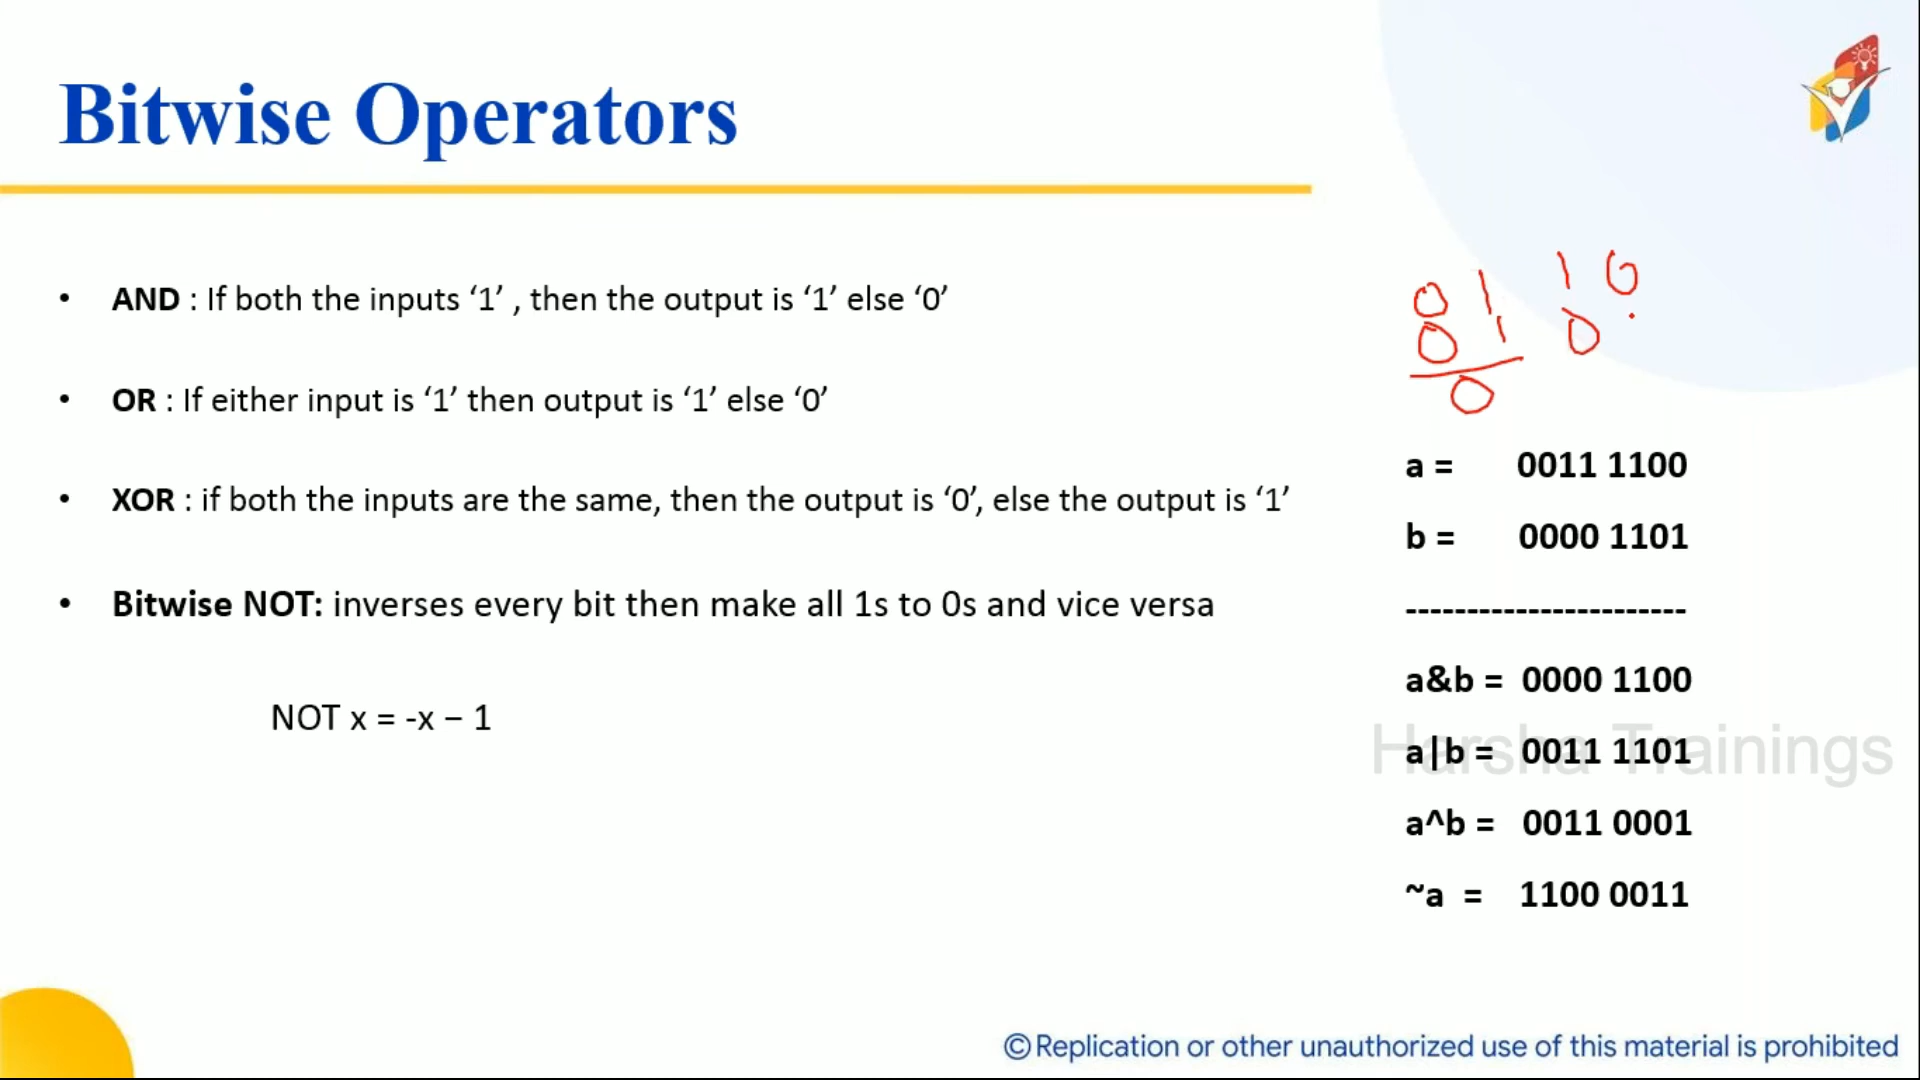 Bitwise Operators
• AND : If both the inputs ‘1’ , then the output is ‘1’ else ‘0’
• OR : If either input is ‘1’ then output is ‘1’ else ‘0’
• XOR : if both the inputs are the same, then the output is ‘0’, else the output is ‘1’
• Bitwise NOT: inverses every bit then make all 1s to 0s and vice versa
NOT x = -x – 1
0 1 1 0
0 1 0
0
a = 0011 1100
b = 0000 1101
-----------------------
a&b = 0000 1100
a|b = 0011 1101
Harsha Trainings
a^b = 0011 0001
~a = 1100 0011
©Replication or other unauthorized use of this material is prohibited